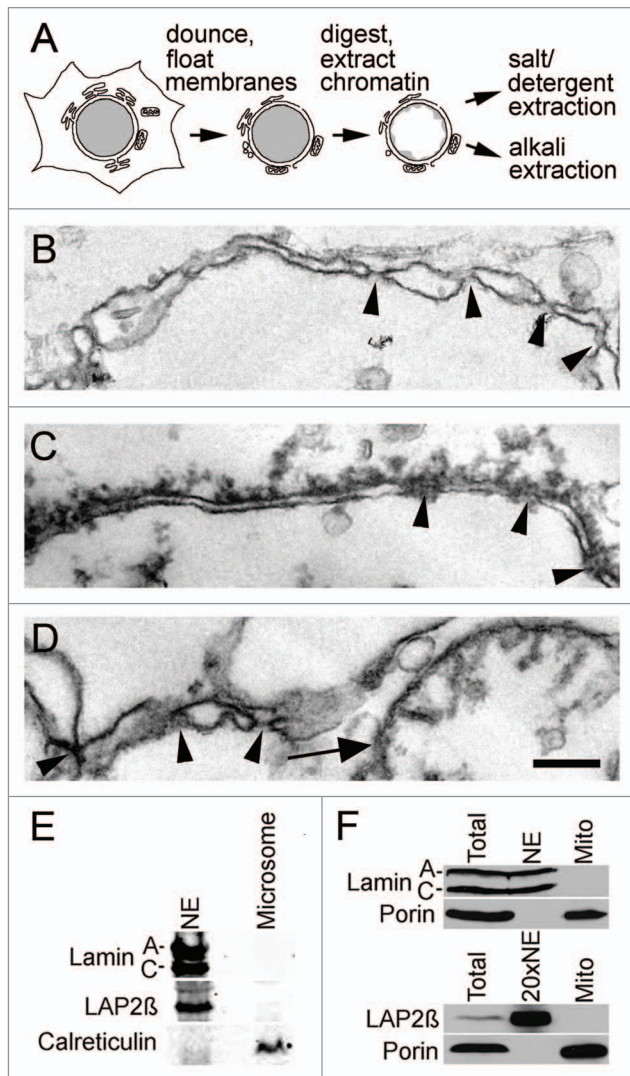 A
dounce,
float
membranes
digest,
extract
chromatin
salt/
detergent
extraction
alkali
extraction
B
C
D
E
NE
Microsome
Lamin A-
C-
LAP2ß
Calreticulin
F
Total
NE
Mito
Lamin A-
C-
Porin
Total
20xNE
Mito
LAP2ß
Porin